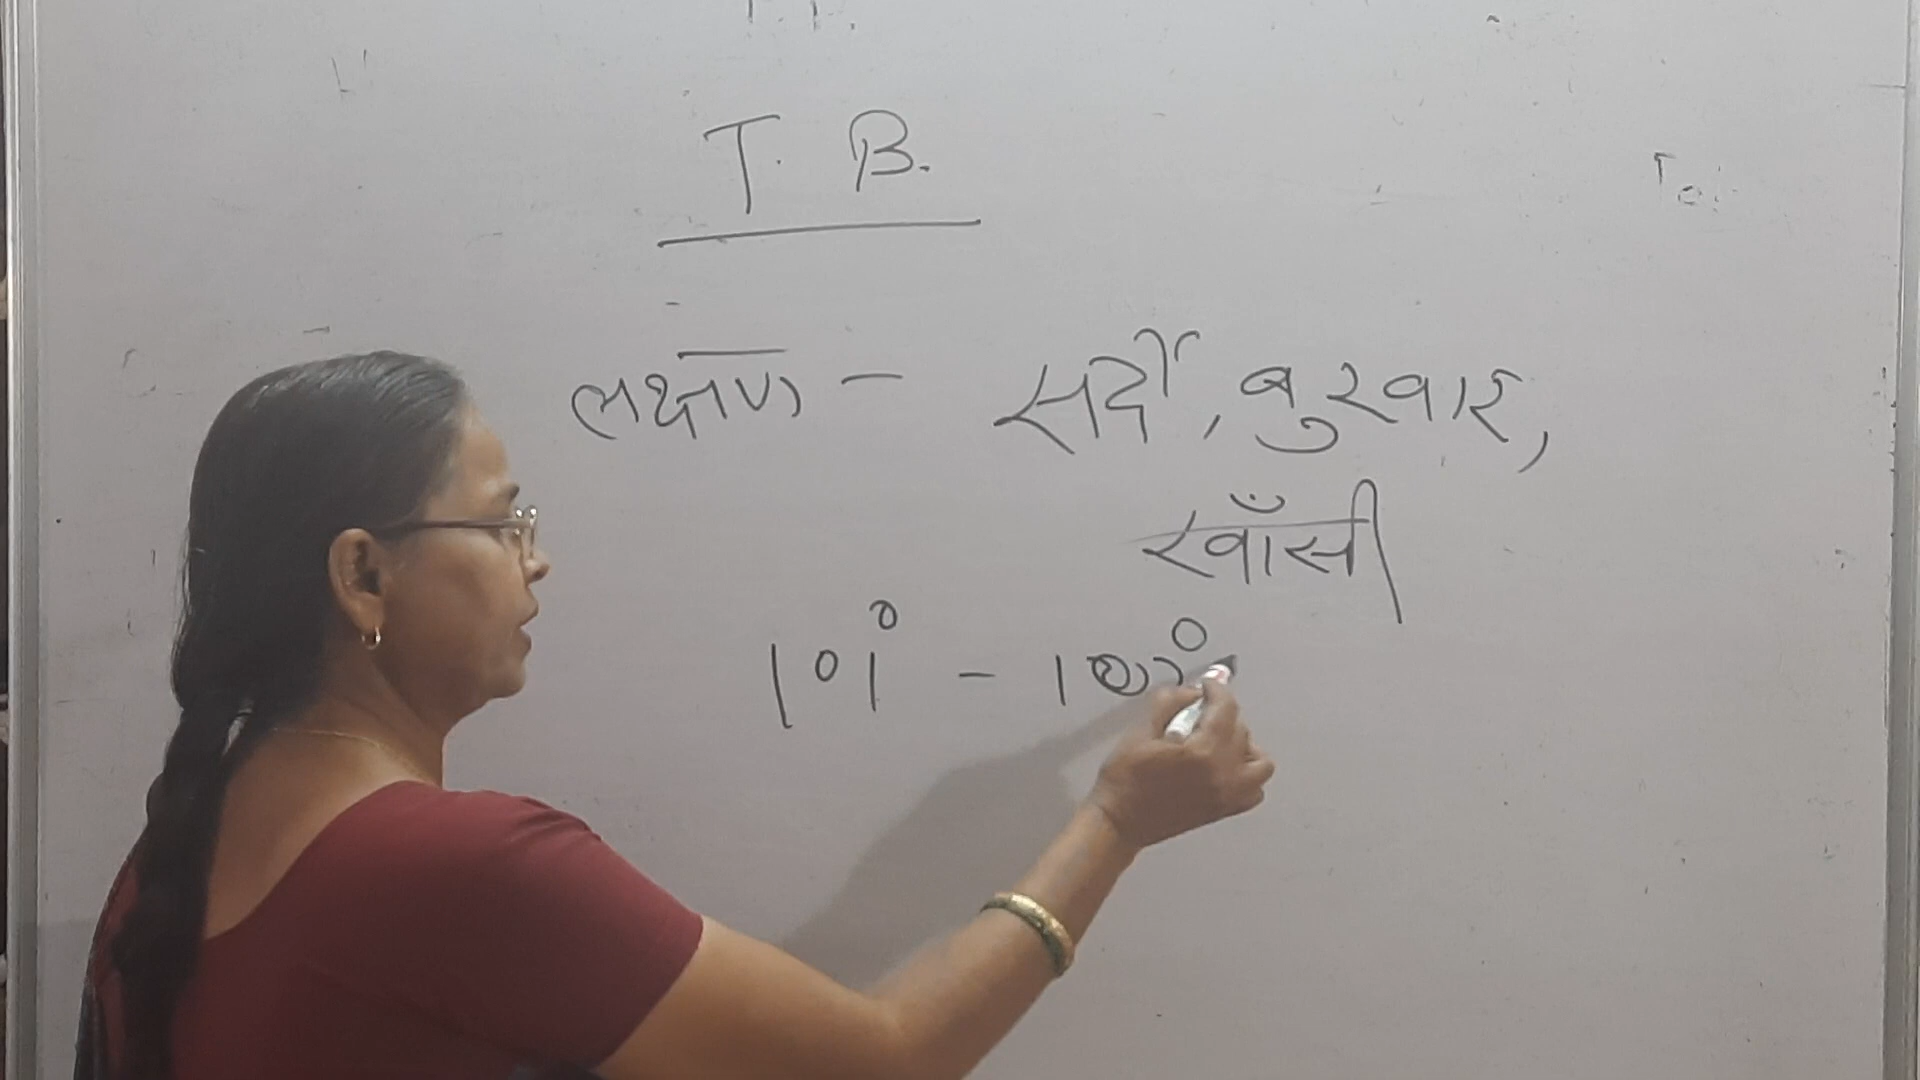 T. B.
लक्षण - सर्दी, बुखार,
खाँसी
101° - 102°